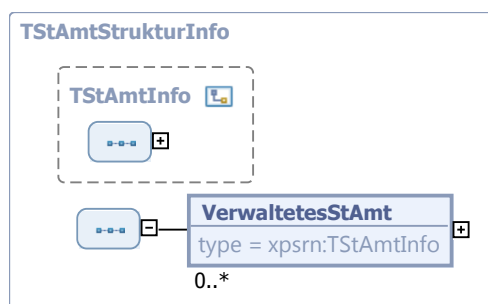 TStAmtStrukturInfo
TStAmtInfo
VerwaltetesStAmt
type = xpsrn:TStAmtInfo
0..*